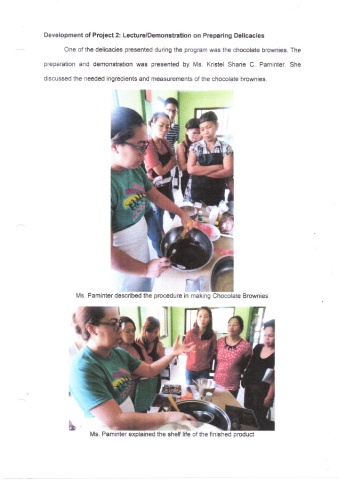 Development of Project 2: Lecture/Demonstration on Preparing Delicacies
One of the delicacies presented during the program was the chocolate brownies. The
preparation and demonstration was presented by Ms. Kristel Shane C. Paminter. She
discussed the needed ingredients and measurements of the chocolate brownies.
Ms. Paminter described the procedure in making Chocolate Brownies
Ms. Paminter explained the shelf life of the finished product